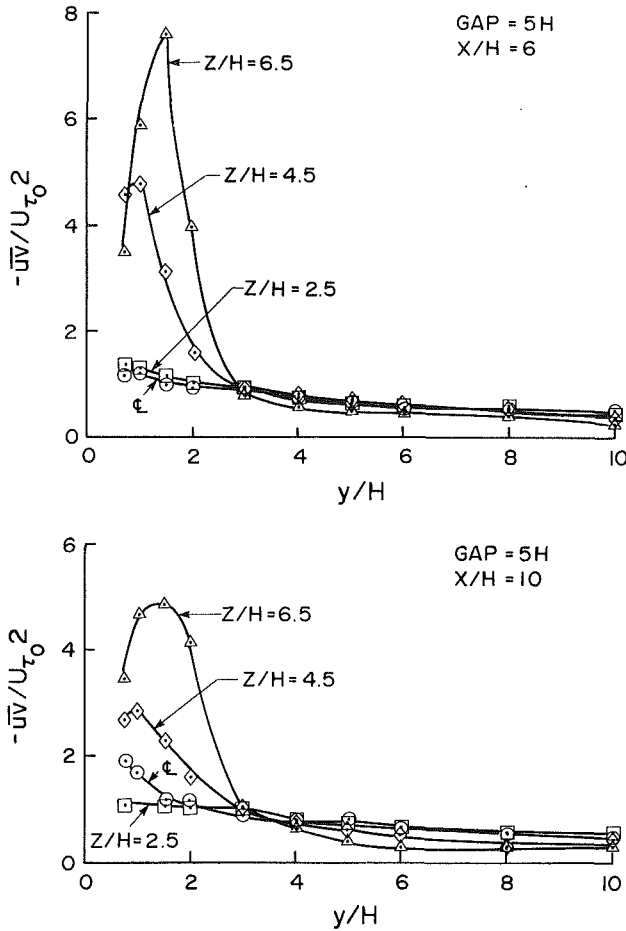 GAP = 5H
X/H = 6
8
Z/H = 6.5
6
Z/H = 4.5
4
-uv/Uτ₀2
Z/H = 2.5
2
℄
0
0 2 4 6 8 10
y/H
6
GAP = 5H
X/H = 10
Z/H = 6.5
4
Z/H = 4.5
-uv/Uτ₀2
2
℄
Z/H = 2.5
0
0 2 4 6 8 10
y/H